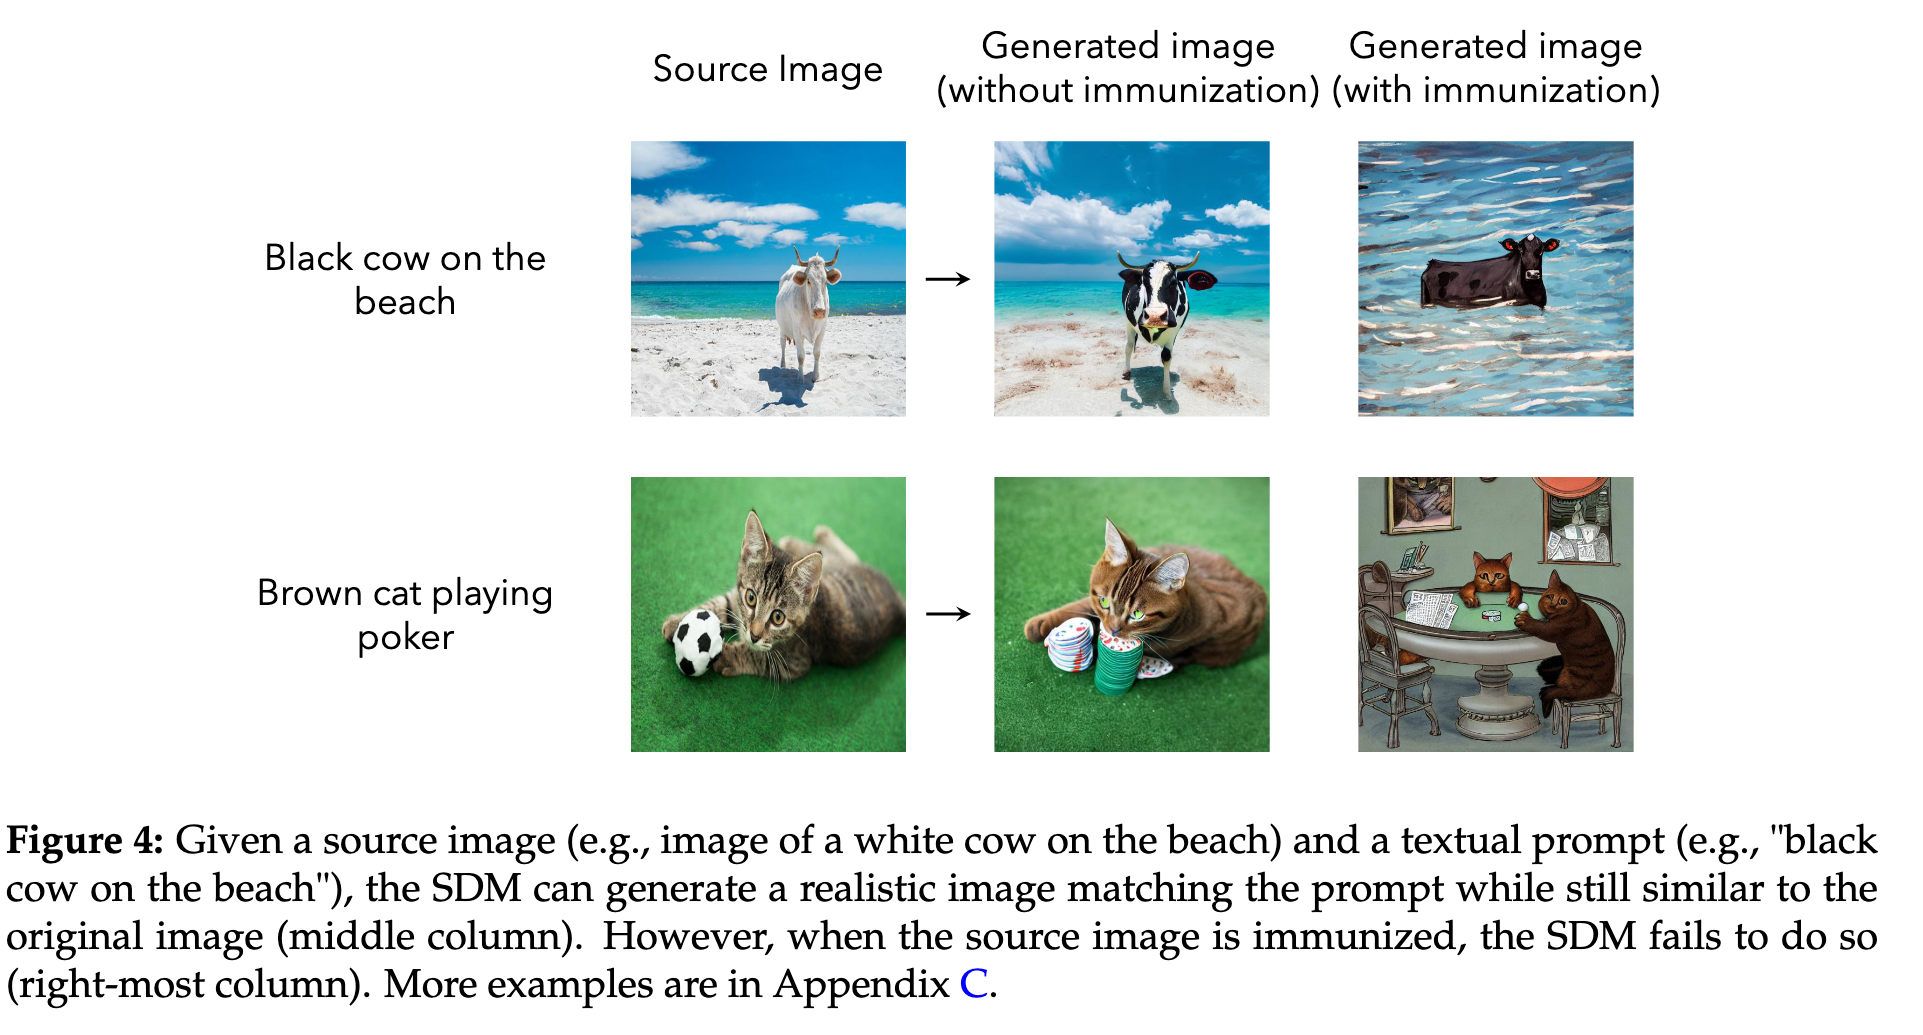 Source Image
Generated image
(without immunization)
Generated image
(with immunization)
Black cow on the
beach
Brown cat playing
poker
Figure 4: Given a source image (e.g., image of a white cow on the beach) and a textual prompt (e.g., "black
cow on the beach"), the SDM can generate a realistic image matching the prompt while still similar to the
original image (middle column). However, when the source image is immunized, the SDM fails to do so
(right-most column). More examples are in Appendix C.